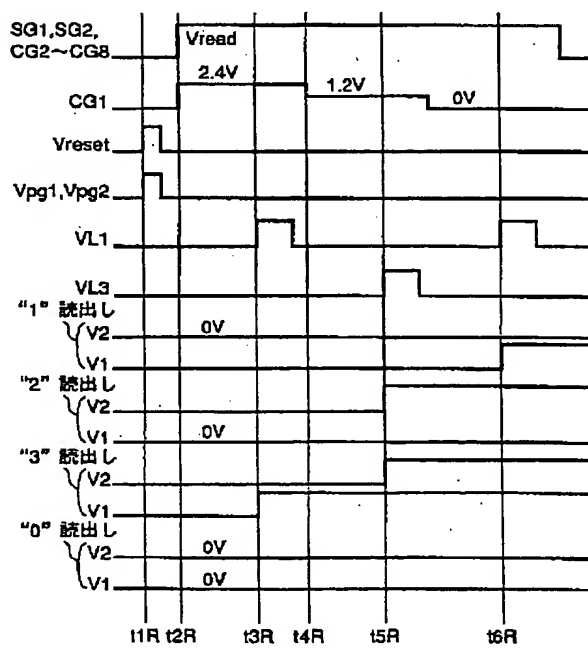 SG1,SG2,
CG2～CG8
Vread
2.4V
1.2V
0V
CG1
Vreset
Vpg1,Vpg2
VL1
VL3
“1” 読出し
0V
V2
V1
“2” 読出し
V2
0V
V1
“3” 読出し
V2
V1
“0” 読出し
0V
V2
0V
V1
t1R t2R t3R t4R t5R t6R